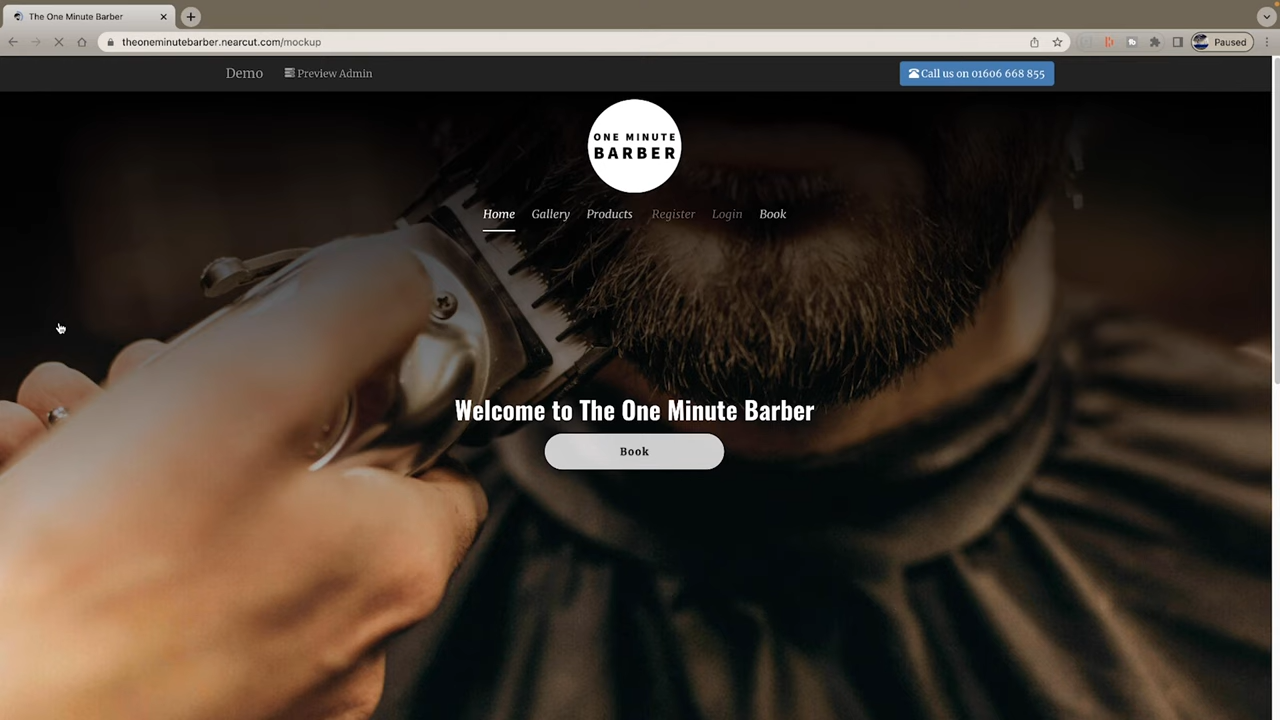 The One Minute Barber
theoneminutebarber.nearcut.com/mockup
Paused
Demo
Preview Admin
Call us on 01606 668 855
ONE MINUTE
BARBER
Home
Gallery
Products
Register
Login
Book
Welcome to The One Minute Barber
Book